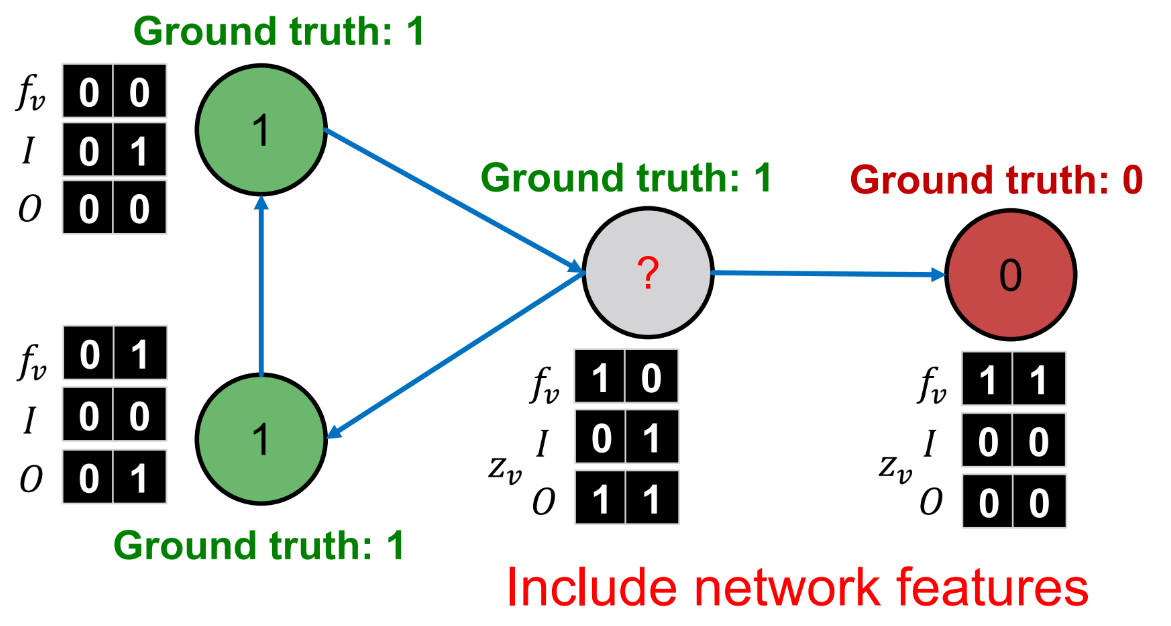 Ground truth: 1
f_v 0 0
I 0 1
O 0 0
1
Ground truth: 1
?
Ground truth: 0
0
f_v 0 1
I 0 0
O 0 1
1
Ground truth: 1
f_v 1 0
z_v I 0 1
O 1 1
f_v 1 1
z_v I 0 0
O 0 0
Include network features